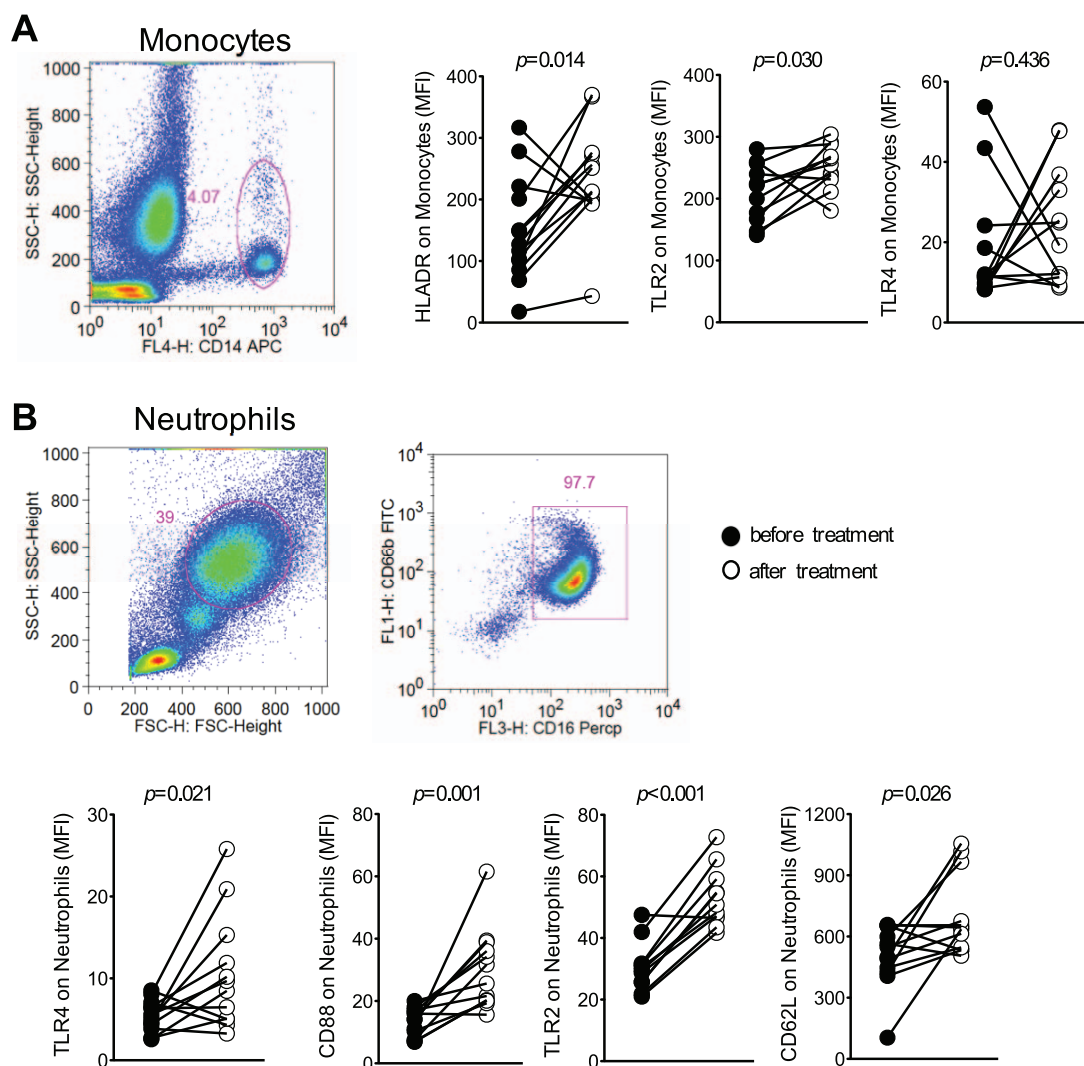 A
Monocytes
SSC-H: SSC-Height
1000
800
600
400
200
0
4.07
10^0 10^1 10^2 10^3 10^4
FL4-H: CD14 APC
p=0.014
HLADR on Monocytes (MFI)
400
300
200
100
0
p=0.030
TLR2 on Monocytes (MFI)
400
300
200
100
0
p=0.436
TLR4 on Monocytes (MFI)
60
40
20
0
B
Neutrophils
SSC-H: SSC-Height
1000
800
600
400
200
0
39
0 200 400 600 800 1000
FSC-H: FSC-Height
FL1-H: CD66b FITC
10^4
10^3
10^2
10^1
10^0
97.7
10^0 10^1 10^2 10^3 10^4
FL3-H: CD16 Percp
before treatment
after treatment
p=0.021
TLR4 on Neutrophils (MFI)
30
20
10
0
p=0.001
CD88 on Neutrophils (MFI)
80
60
40
20
0
p<0.001
TLR2 on Neutrophils (MFI)
80
60
40
20
0
p=0.026
CD62L on Neutrophils (MFI)
1200
900
600
300
0